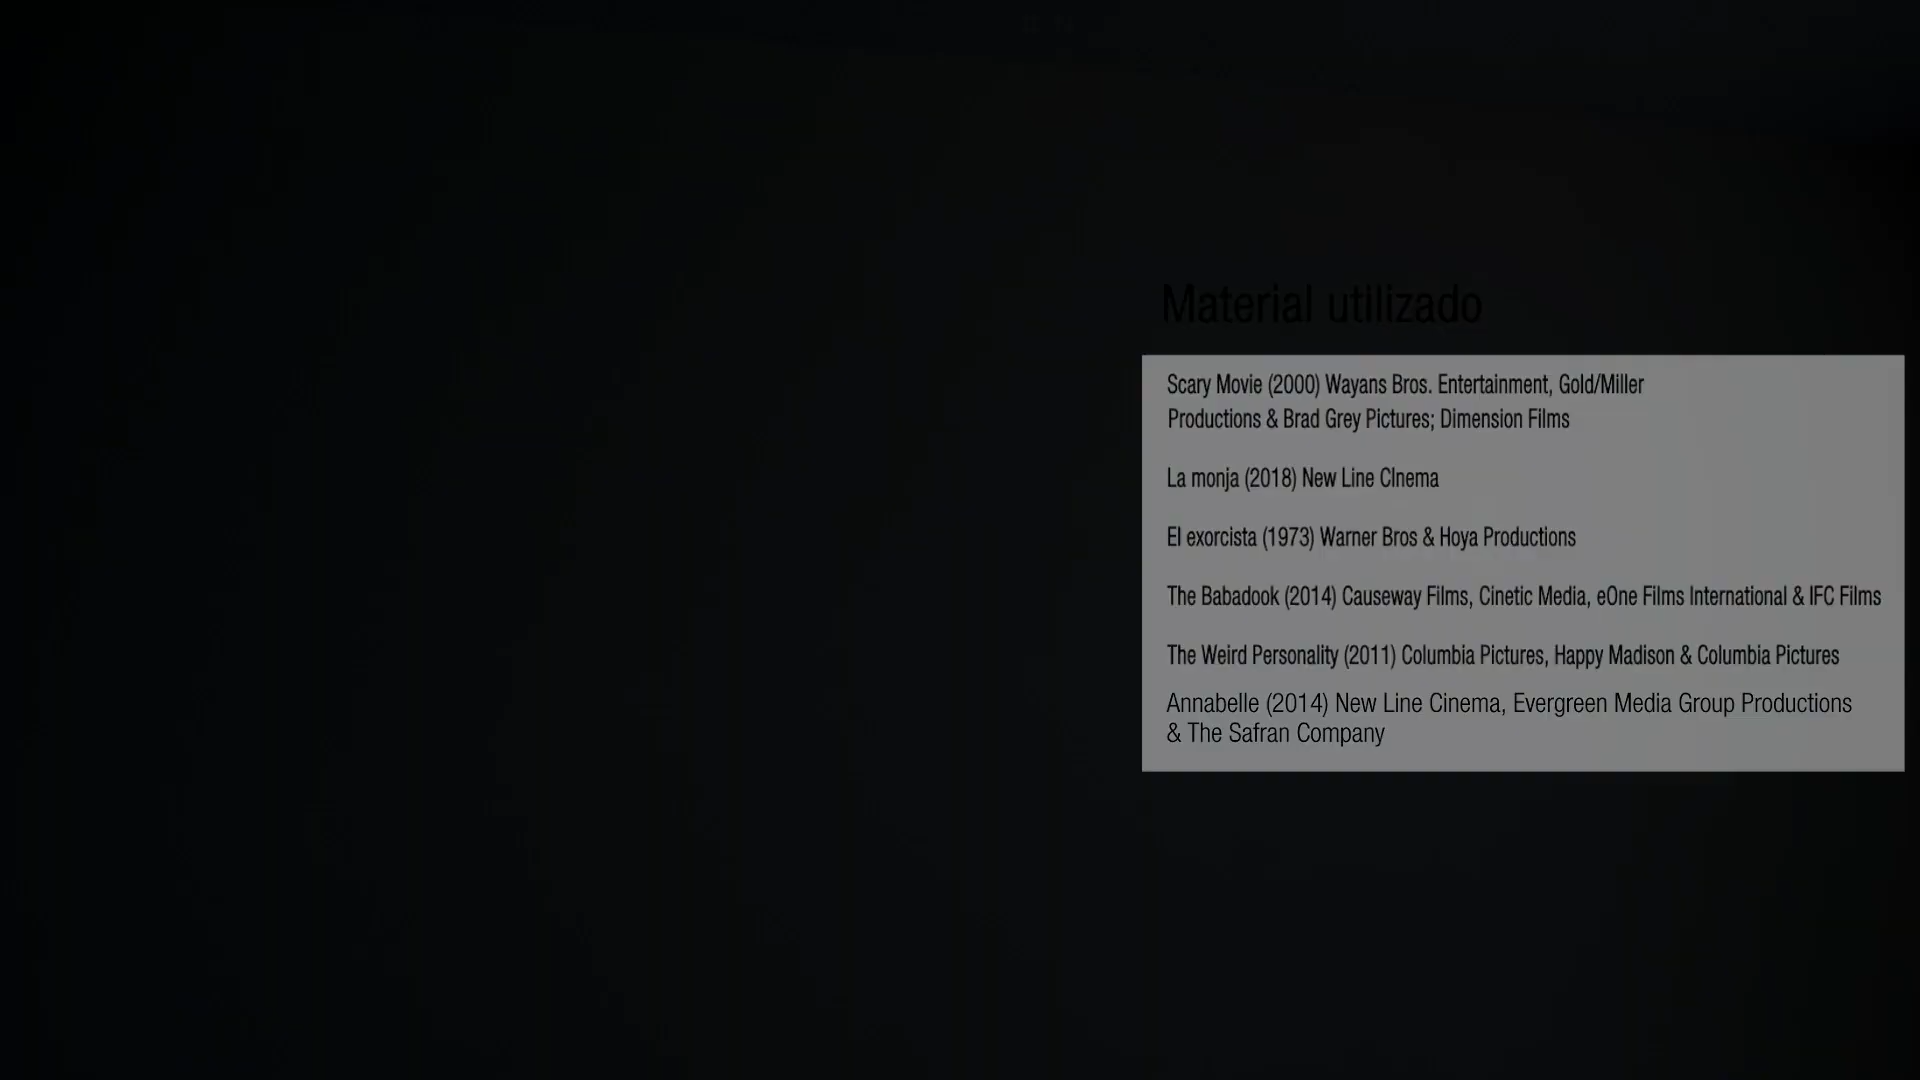 Material utilizado
Scary Movie (2000) Wayans Bros. Entertainment, Gold/Miller
Productions & Brad Grey Pictures; Dimension Films
La monja (2018) New Line CInema
El exorcista (1973) Warner Bros & Hoya Productions
The Babadook (2014) Causeway Films, Cinetic Media, eOne Films International & IFC Films
The Weird Personality (2011) Columbia Pictures, Happy Madison & Columbia Pictures
Annabelle (2014) New Line Cinema, Evergreen Media Group Productions
& The Safran Company